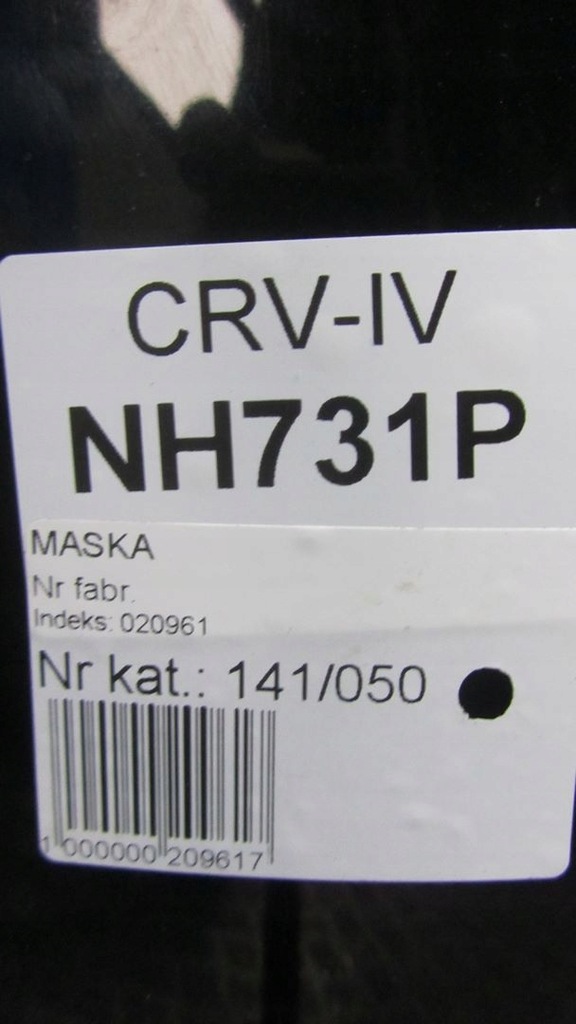 CRV-IV
NH731P
MASKA
Nr fabr.
Indeks: 020961
Nr kat.: 141/050
1 000000 209617